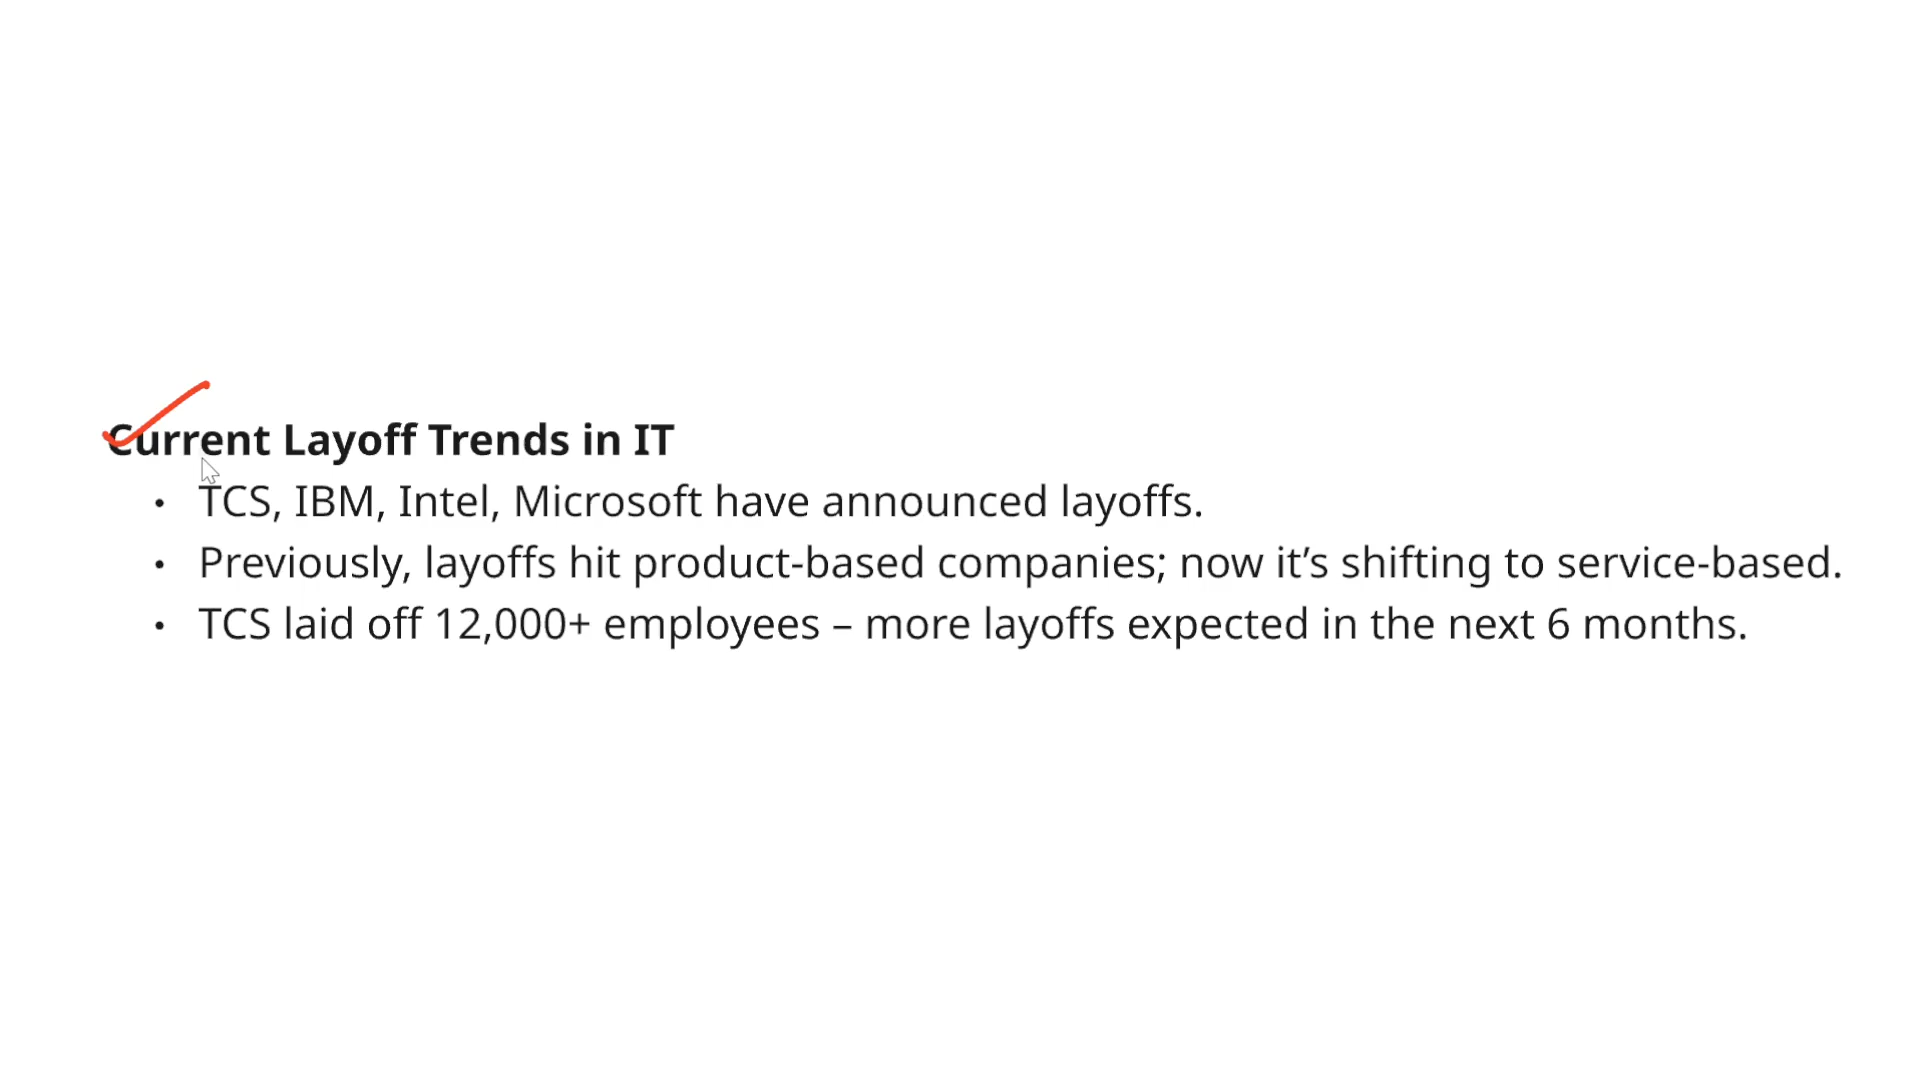 Current Layoff Trends in IT
• TCS, IBM, Intel, Microsoft have announced layoffs.
• Previously, layoffs hit product-based companies; now it’s shifting to service-based.
• TCS laid off 12,000+ employees – more layoffs expected in the next 6 months.